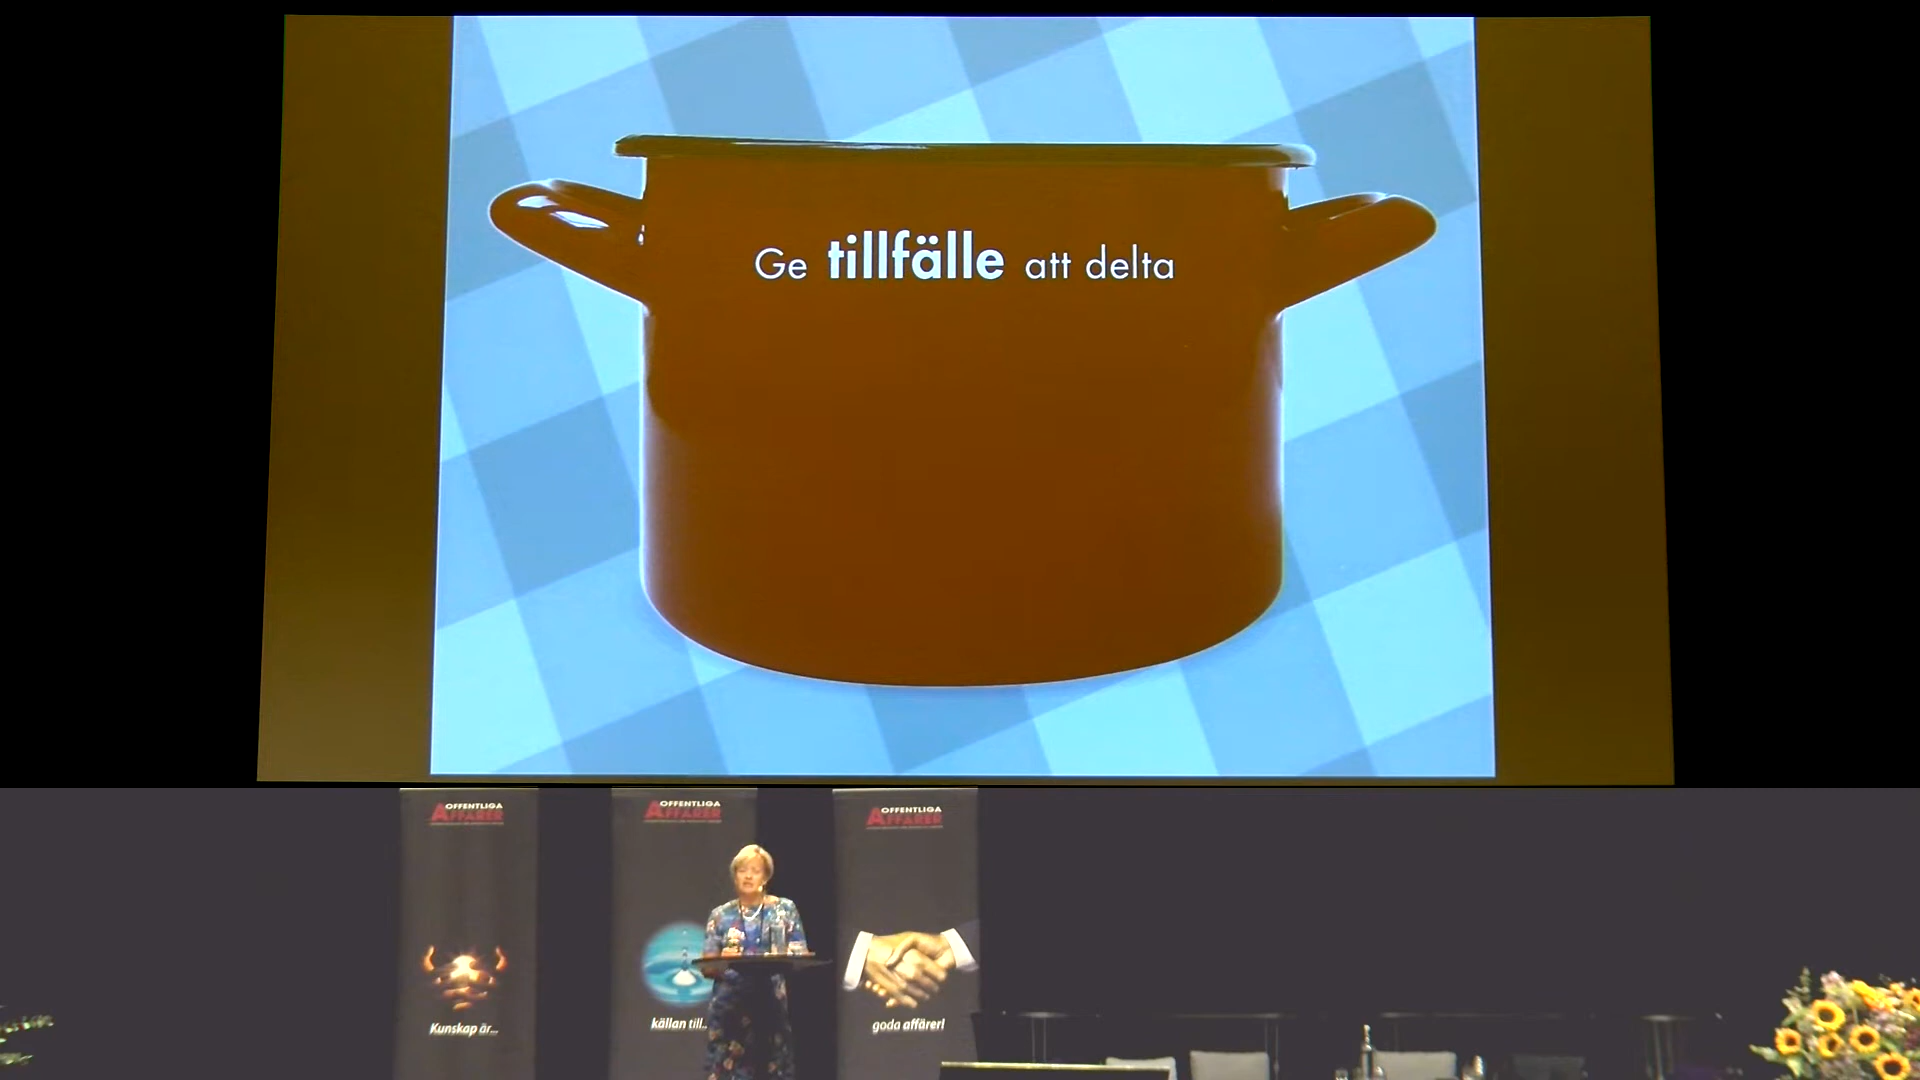 Ge tillfälle att delta
OFFENTLIGA
AFFÄRER
OFFENTLIGA
AFFÄRER
OFFENTLIGA
AFFÄRER
Kunskap är...
källan till...
goda affärer!